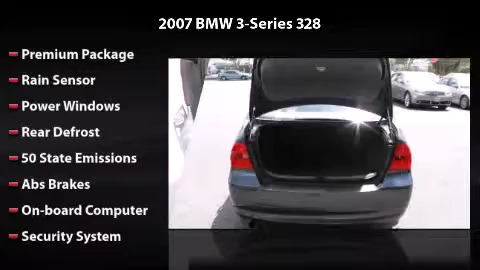 2007 BMW 3-Series 328
Premium Package
Rain Sensor
Power Windows
Rear Defrost
50 State Emissions
Abs Brakes
On-board Computer
Security System